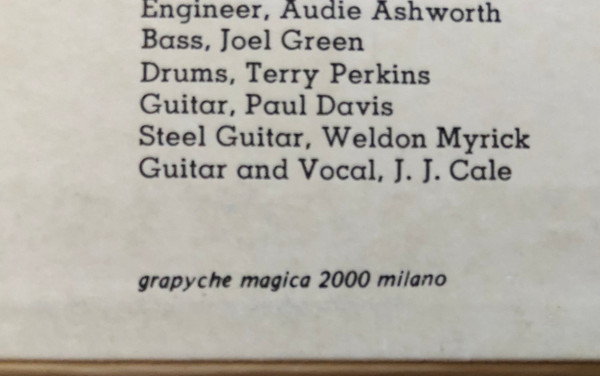 Engineer, Audie Ashworth
Bass, Joel Green
Drums, Terry Perkins
Guitar, Paul Davis
Steel Guitar, Weldon Myrick
Guitar and Vocal, J. J. Cale
grapyche magica 2000 milano